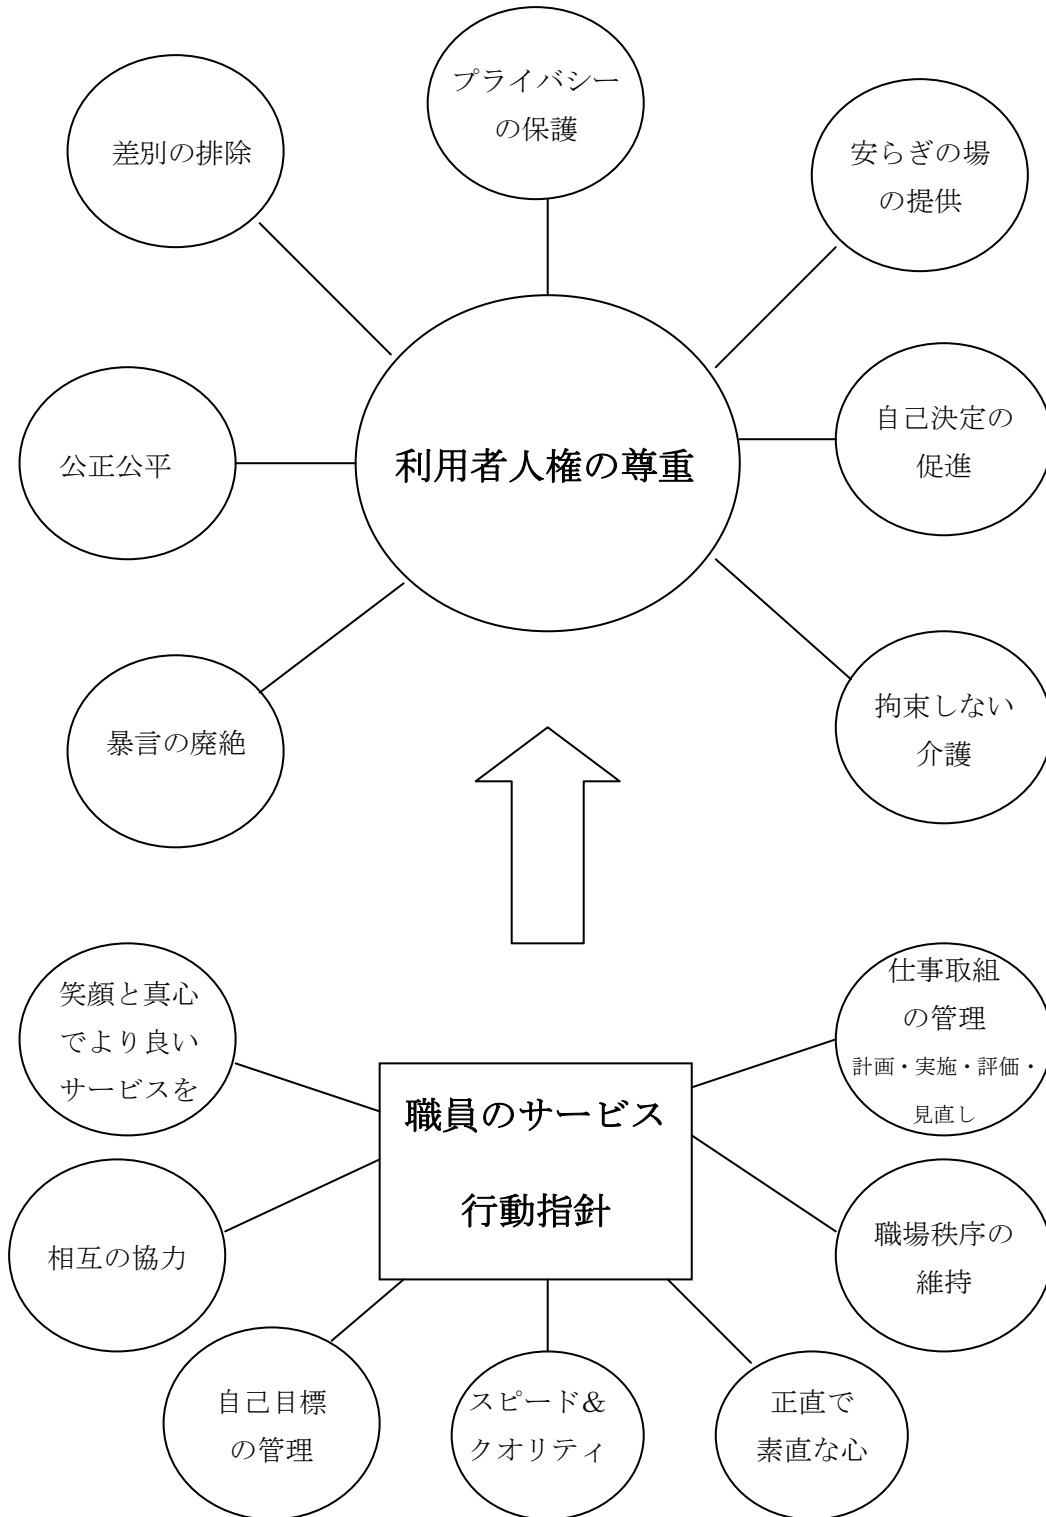 プライバシー
の保護
差別の排除
安らぎの場
の提供
自己決定の
促進
公正公平
利用者人権の尊重
拘束しない
介護
暴言の廃絶
笑顔と真心
でより良い
サービスを
仕事取組
の管理
計画・実施・評価・
見直し
職員のサービス
行動指針
相互の協力
職場秩序の
維持
自己目標
の管理
スピード＆
クオリティ
正直で
素直な心